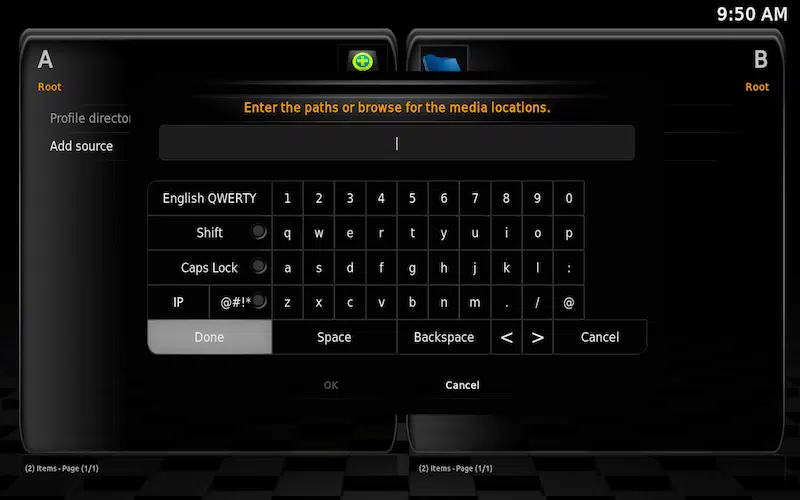 9:50 AM
A
B
Root
Root
Enter the paths or browse for the media locations.
Profile director
Add source
English QWERTY 1 2 3 4 5 6 7 8 9 0
Shift q w e r t y u i o p
Caps Lock a s d f g h j k l :
IP @#!* z x c v b n m . / @
Done Space Backspace < > Cancel
OK Cancel
(2) Items - Page (1/1)
(2) Items - Page (1/1)